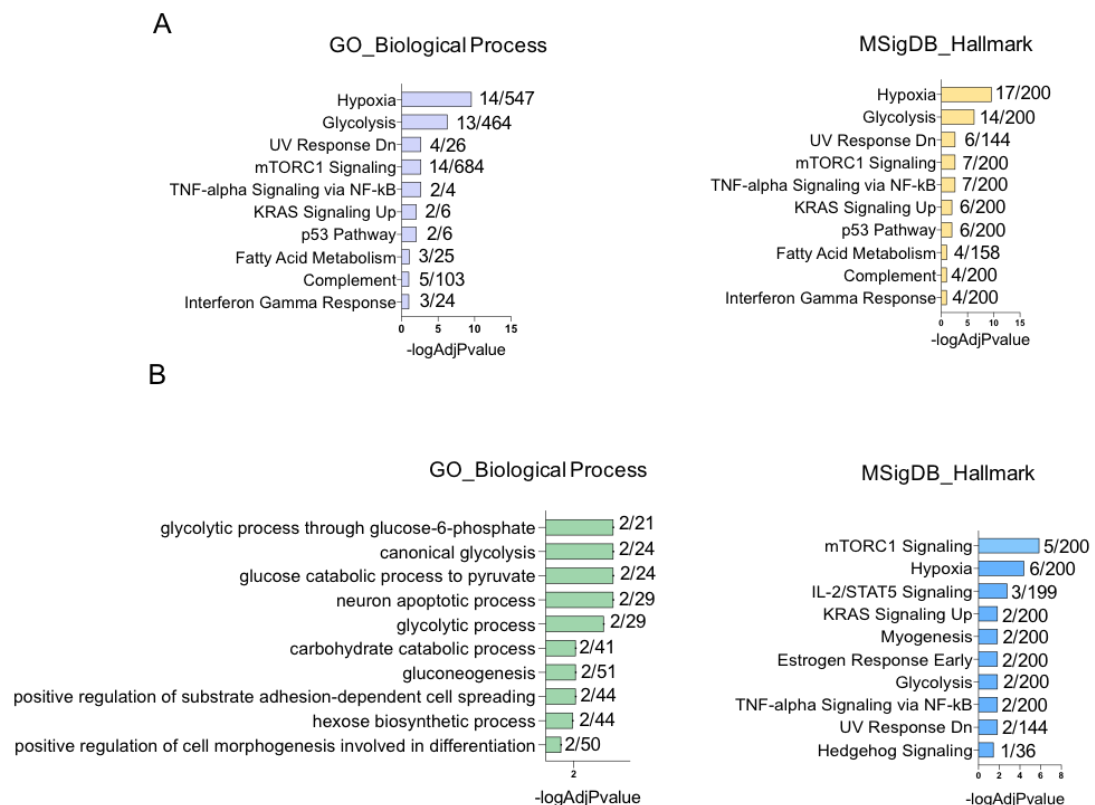 A
GO_Biological Process
Hypoxia 14/547
Glycolysis 13/464
UV Response Dn 4/26
mTORC1 Signaling 14/684
TNF-alpha Signaling via NF-kB 2/4
KRAS Signaling Up 2/6
p53 Pathway 2/6
Fatty Acid Metabolism 3/25
Complement 5/103
Interferon Gamma Response 3/24
0 5 10 15
-logAdjPvalue
MSigDB_Hallmark
Hypoxia 17/200
Glycolysis 14/200
UV Response Dn 6/144
mTORC1 Signaling 7/200
TNF-alpha Signaling via NF-kB 7/200
KRAS Signaling Up 6/200
p53 Pathway 6/200
Fatty Acid Metabolism 4/158
Complement 4/200
Interferon Gamma Response 4/200
0 5 10 15
-logAdjPvalue
B
GO_Biological Process
glycolytic process through glucose-6-phosphate 2/21
canonical glycolysis 2/24
glucose catabolic process to pyruvate 2/24
neuron apoptotic process 2/29
glycolytic process 2/29
carbohydrate catabolic process 2/41
gluconeogenesis 2/51
positive regulation of substrate adhesion-dependent cell spreading 2/44
hexose biosynthetic process 2/44
positive regulation of cell morphogenesis involved in differentiation 2/50
2
-logAdjPvalue
MSigDB_Hallmark
mTORC1 Signaling 5/200
Hypoxia 6/200
IL-2/STAT5 Signaling 3/199
KRAS Signaling Up 2/200
Myogenesis 2/200
Estrogen Response Early 2/200
Glycolysis 2/200
TNF-alpha Signaling via NF-kB 2/200
UV Response Dn 2/144
Hedgehog Signaling 1/36
0 2 4 6 8
-logAdjPvalue